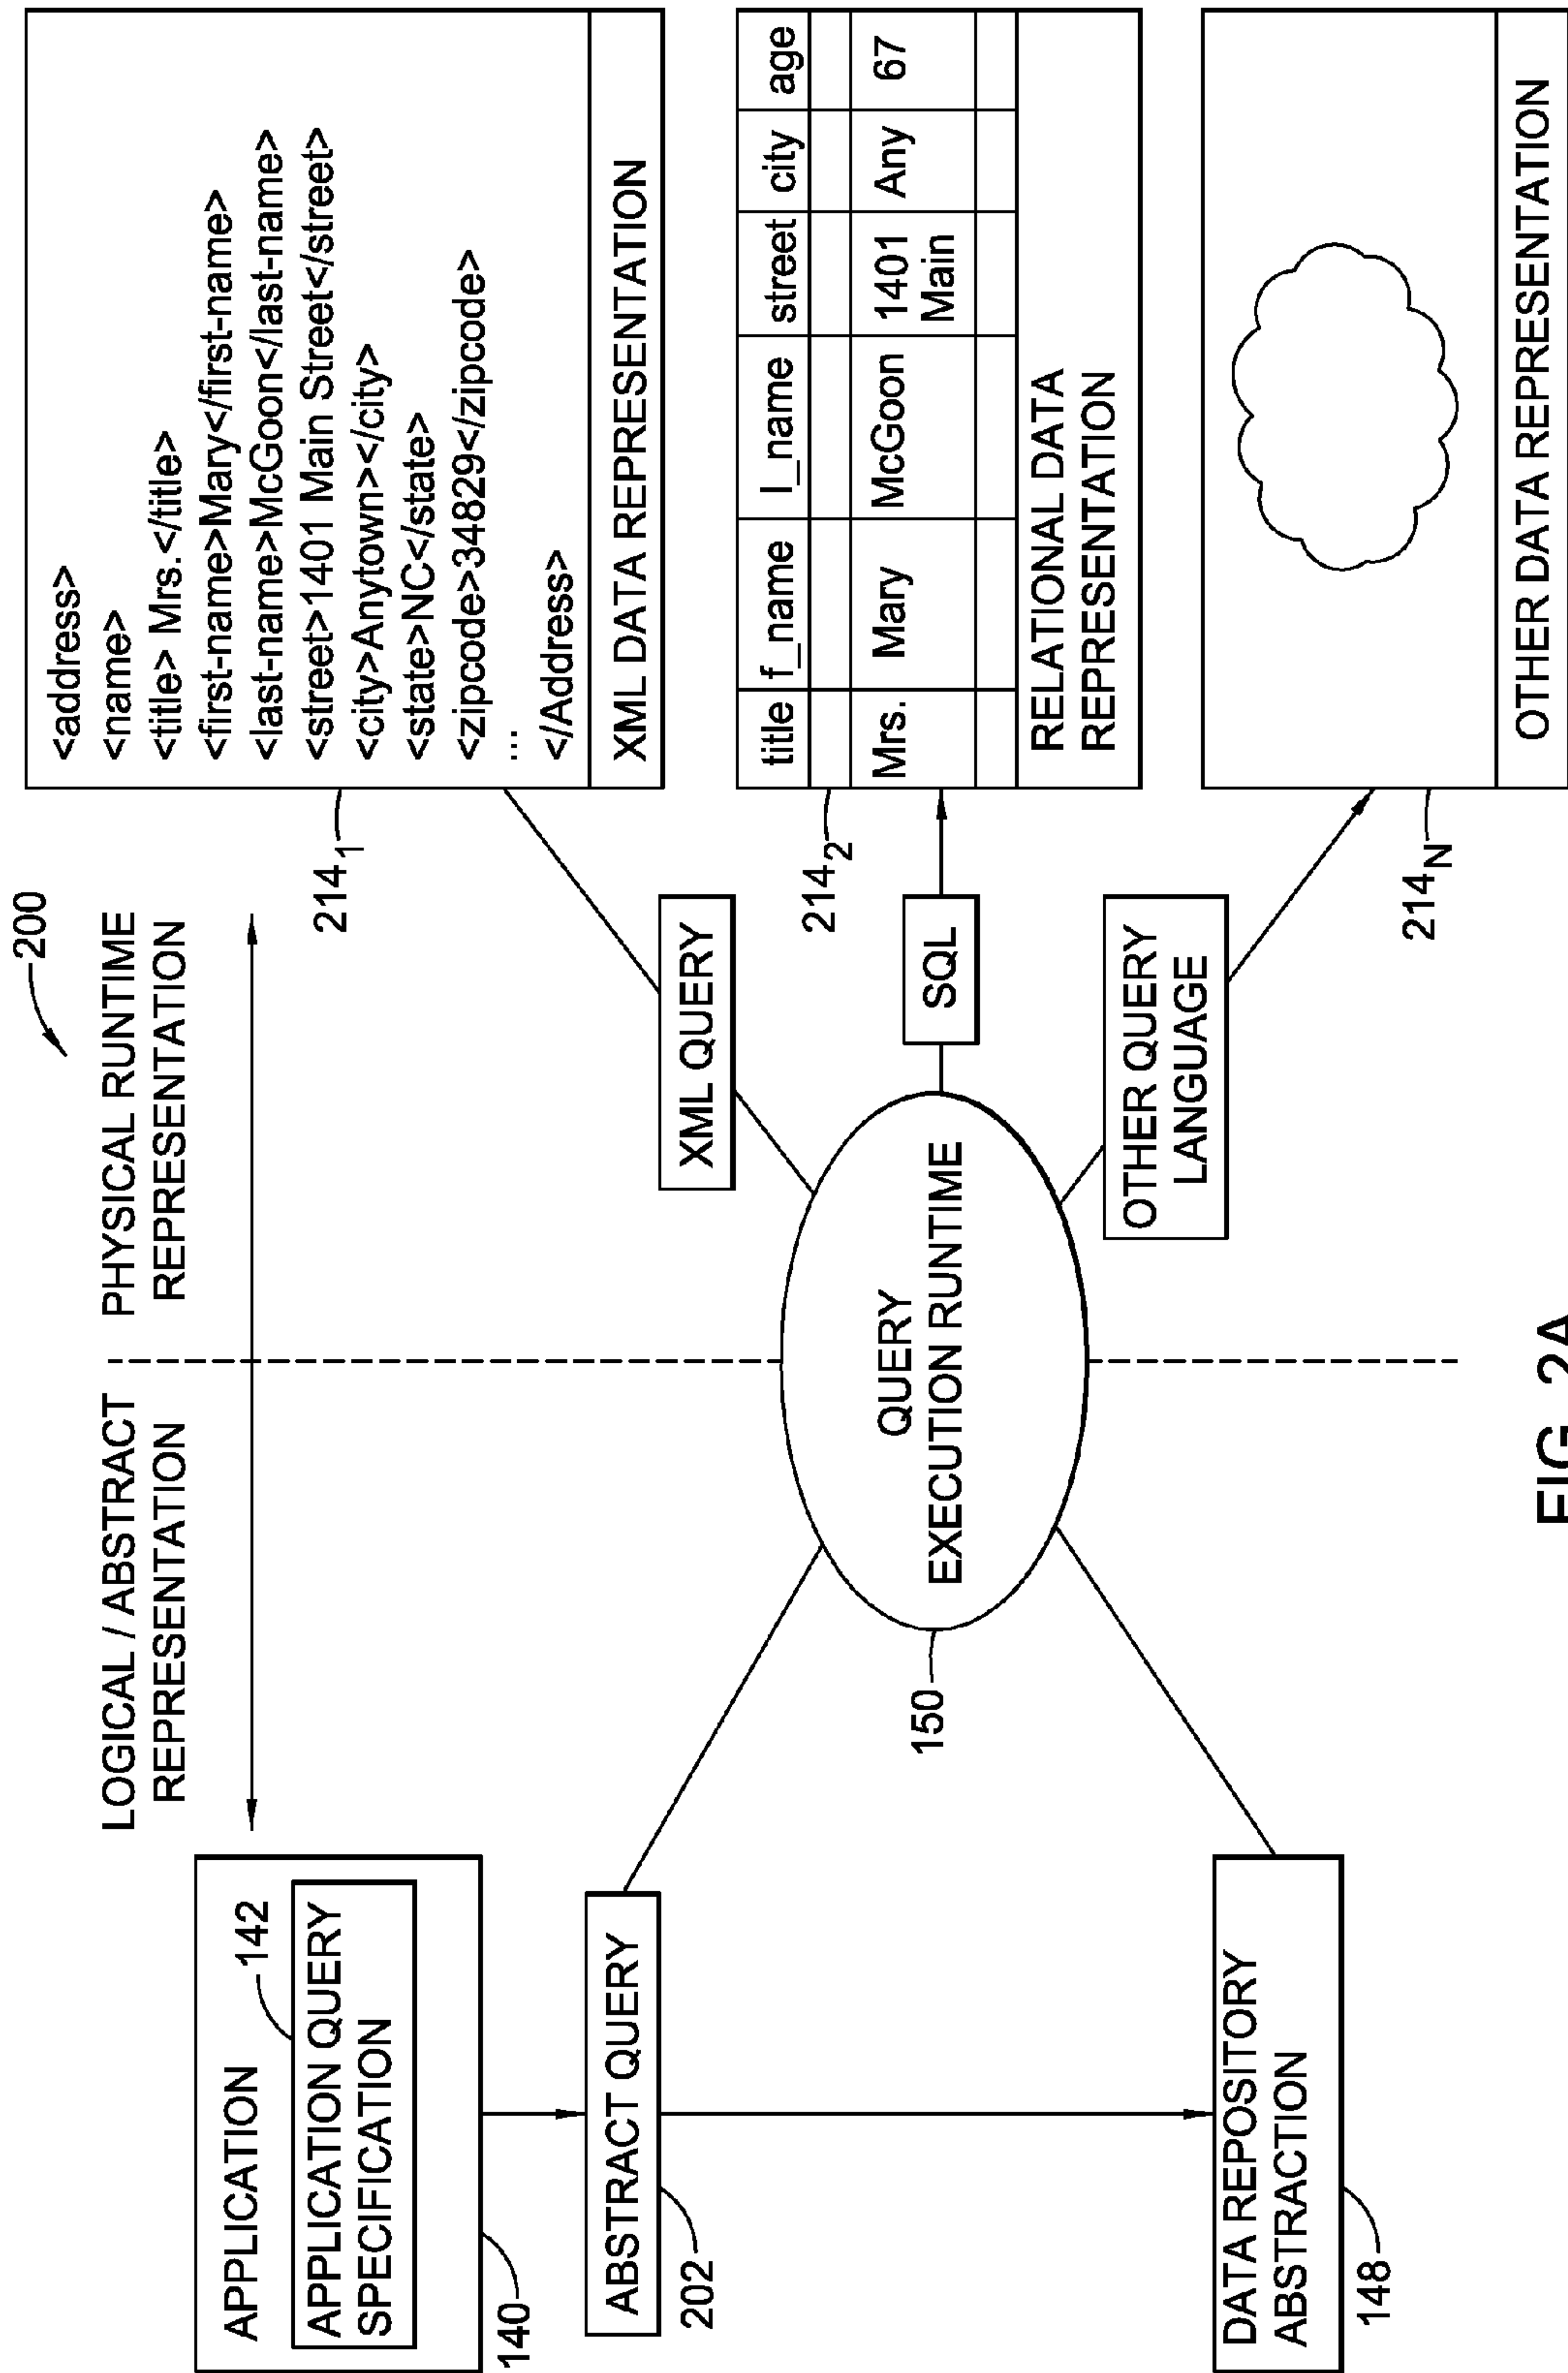 200
LOGICAL / ABSTRACT
REPRESENTATION
PHYSICAL RUNTIME
REPRESENTATION
APPLICATION
142
APPLICATION QUERY
SPECIFICATION
140
ABSTRACT QUERY
202
DATA REPOSITORY
ABSTRACTION
148
QUERY
EXECUTION RUNTIME
150
XML QUERY
SQL
OTHER QUERY
LANGUAGE
<address>
<name>
<title> Mrs.</title>
<first-name>Mary</first-name>
<last-name>McGoon</last-name>
<street>1401 Main Street</street>
<city>Anytown></city>
<state>NC</state>
<zipcode>34829</zipcode>
...
</Address>
XML DATA REPRESENTATION
214₁
title f_name l_name street city age
Mrs. Mary McGoon 1401 Main Any 67
RELATIONAL DATA
REPRESENTATION
214₂
OTHER DATA REPRESENTATION
214_N
FIG. 2A